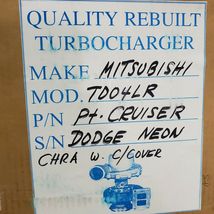 QUALITY REBUILT
TURBOCHARGER
MAKE MITSUBISHI
MOD. TD04LR
P/N Pt. CRUISER
S/N DODGE NEON
CHRA W. C/COVER